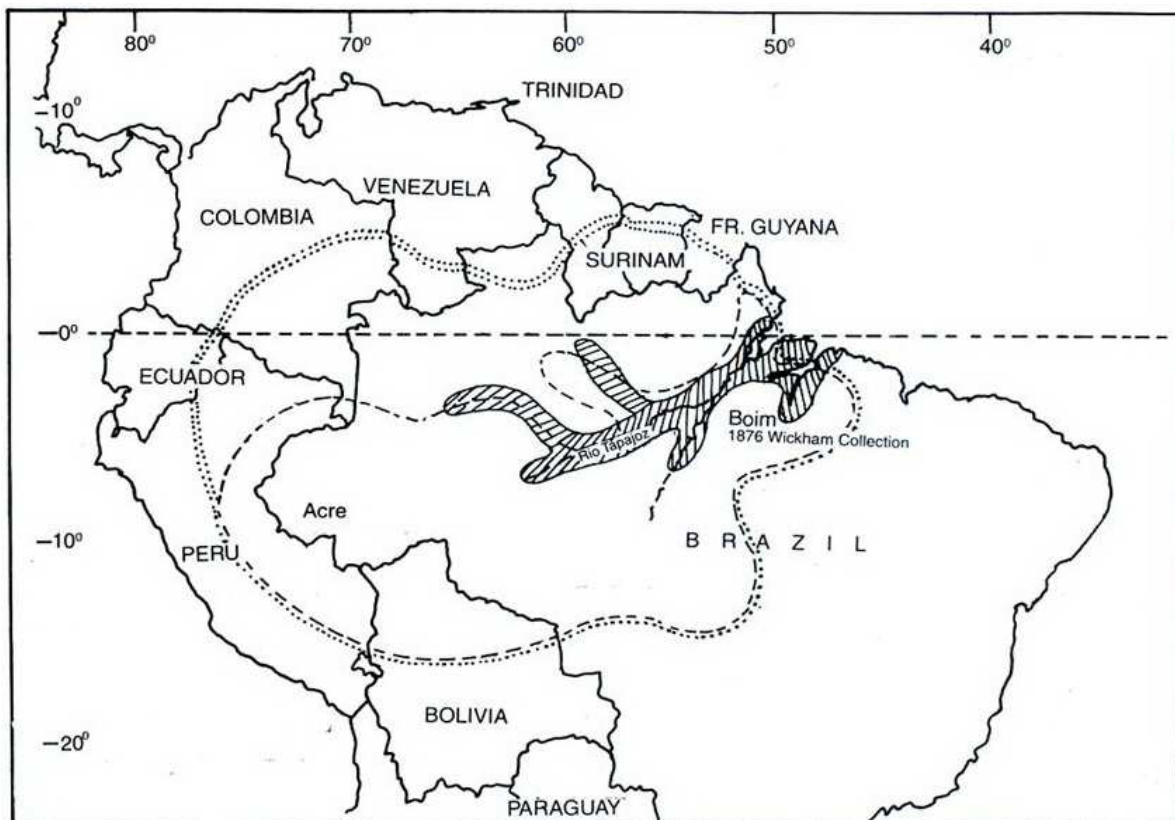 80° 70° 60° 50° 40°
TRINIDAD
—10°
VENEZUELA
COLOMBIA
FR. GUYANA
SURINAM
—0°
ECUADOR
Boim
1876 Wickham Collection
Rio Tapajoz
Acre
—10°
BRAZIL
PERU
BOLIVIA
—20°
PARAGUAY